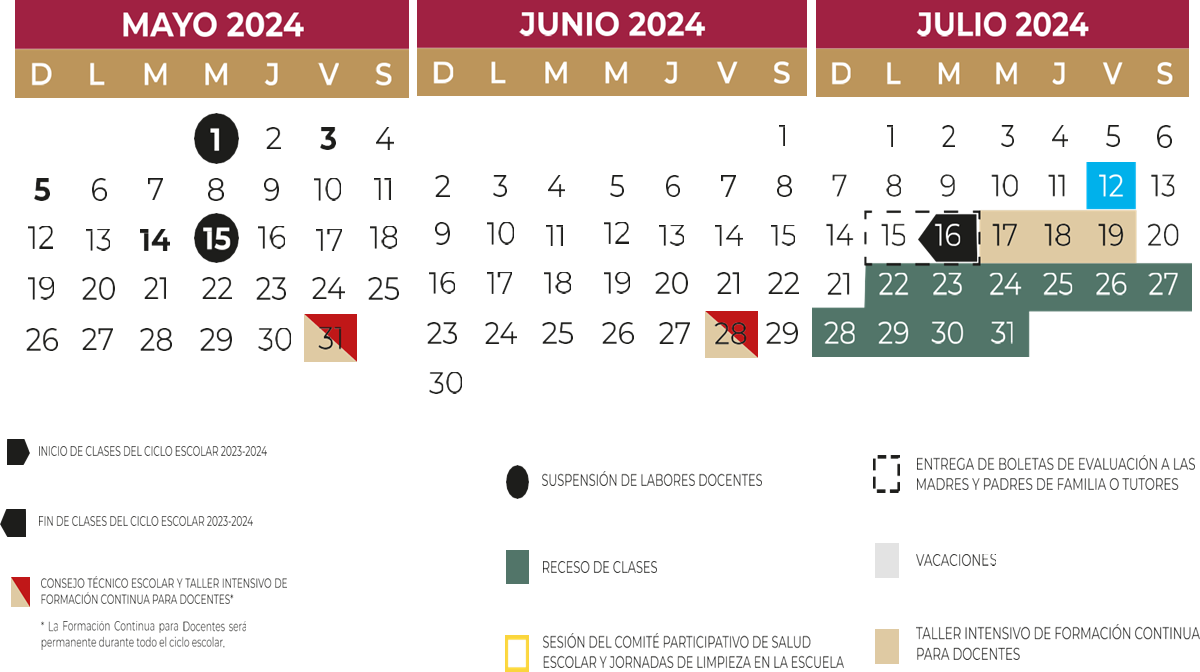 MAYO 2024
D L M M J V S
1 2 3 4
5 6 7 8 9 10 11
12 13 14 15 16 17 18
19 20 21 22 23 24 25
26 27 28 29 30 31
JUNIO 2024
D L M M J V S
1
2 3 4 5 6 7 8
9 10 11 12 13 14 15
16 17 18 19 20 21 22
23 24 25 26 27 28 29
30
JULIO 2024
D L M M J V S
1 2 3 4 5 6
7 8 9 10 11 12 13
14 15 16 17 18 19 20
21 22 23 24 25 26 27
28 29 30 31
INICIO DE CLASES DEL CICLO ESCOLAR 2023-2024
FIN DE CLASES DEL CICLO ESCOLAR 2023-2024
CONSEJO TÉCNICO ESCOLAR Y TALLER INTENSIVO DE
FORMACIÓN CONTINUA PARA DOCENTES*
* La Formación Continua para Docentes será
permanente durante todo el ciclo escolar.
SUSPENSIÓN DE LABORES DOCENTES
RECESO DE CLASES
SESIÓN DEL COMITÉ PARTICIPATIVO DE SALUD
ESCOLAR Y JORNADAS DE LIMPIEZA EN LA ESCUELA
ENTREGA DE BOLETAS DE EVALUACIÓN A LAS
MADRES Y PADRES DE FAMILIA O TUTORES
VACACIONES
TALLER INTENSIVO DE FORMACIÓN CONTINUA
PARA DOCENTES